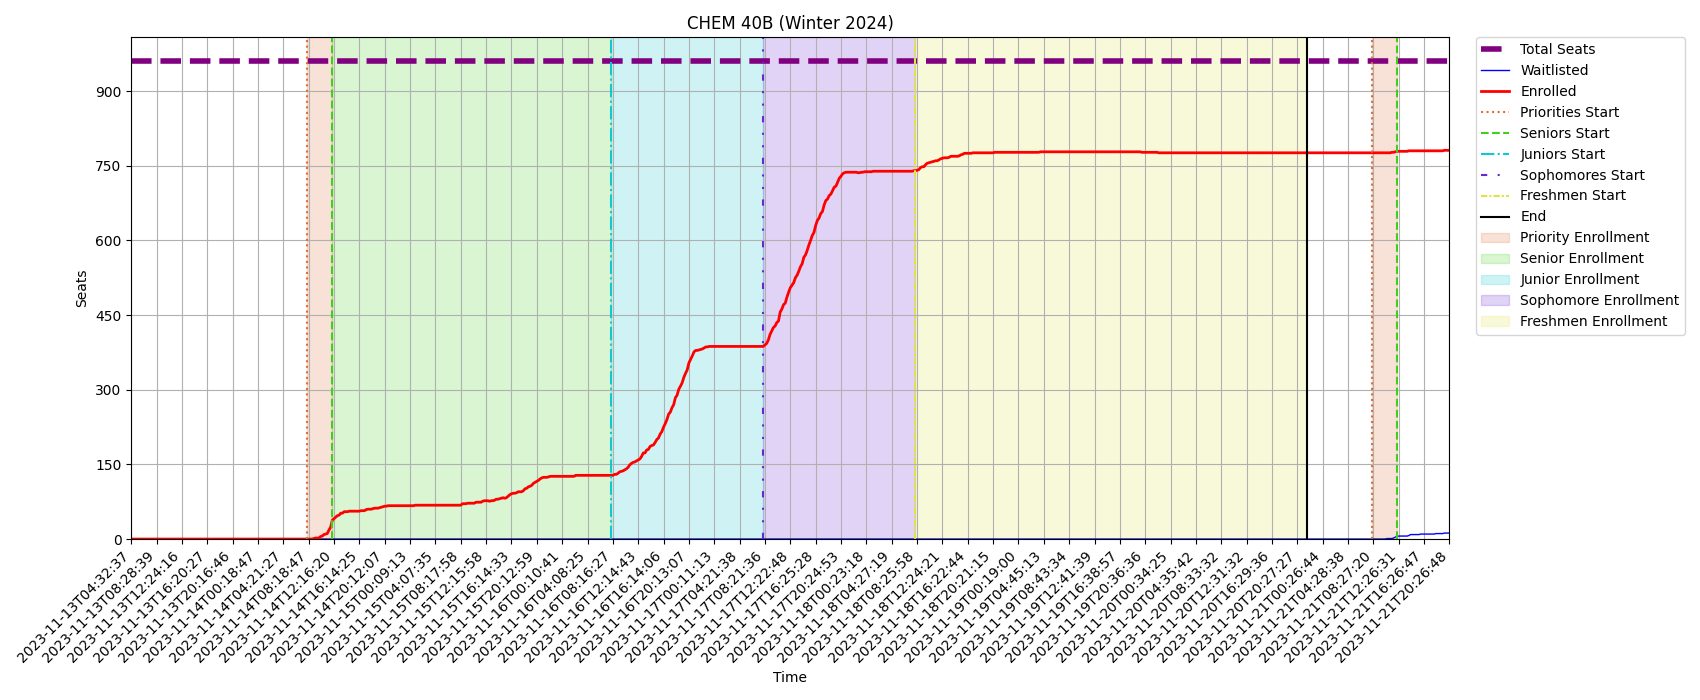 CHEM 40B (Winter 2024)
Seats
900
750
600
450
300
150
0
2023-11-13T04:32:37
2023-11-13T08:28:39
2023-11-13T12:24:16
2023-11-13T16:20:27
2023-11-13T20:16:46
2023-11-14T00:18:47
2023-11-14T04:21:27
2023-11-14T08:18:47
2023-11-14T12:16:20
2023-11-14T16:14:25
2023-11-14T20:12:07
2023-11-15T00:09:13
2023-11-15T04:07:35
2023-11-15T08:17:58
2023-11-15T12:15:58
2023-11-15T16:14:33
2023-11-15T20:12:59
2023-11-16T00:10:41
2023-11-16T04:08:25
2023-11-16T08:16:27
2023-11-16T12:14:43
2023-11-16T16:14:06
2023-11-16T20:13:07
2023-11-17T00:11:13
2023-11-17T04:21:38
2023-11-17T08:21:36
2023-11-17T12:22:48
2023-11-17T16:25:28
2023-11-17T20:24:53
2023-11-18T00:23:18
2023-11-18T04:27:19
2023-11-18T08:25:58
2023-11-18T12:24:21
2023-11-18T16:22:44
2023-11-18T20:21:15
2023-11-19T00:19:00
2023-11-19T04:45:13
2023-11-19T08:43:34
2023-11-19T12:41:39
2023-11-19T16:38:57
2023-11-19T20:36:36
2023-11-20T00:34:25
2023-11-20T04:35:42
2023-11-20T08:33:32
2023-11-20T12:31:32
2023-11-20T16:29:36
2023-11-20T20:27:27
2023-11-21T00:26:44
2023-11-21T04:28:38
2023-11-21T08:27:20
2023-11-21T12:26:31
2023-11-21T16:26:47
2023-11-21T20:26:48
Time
Total Seats
Waitlisted
Enrolled
Priorities Start
Seniors Start
Juniors Start
Sophomores Start
Freshmen Start
End
Priority Enrollment
Senior Enrollment
Junior Enrollment
Sophomore Enrollment
Freshmen Enrollment